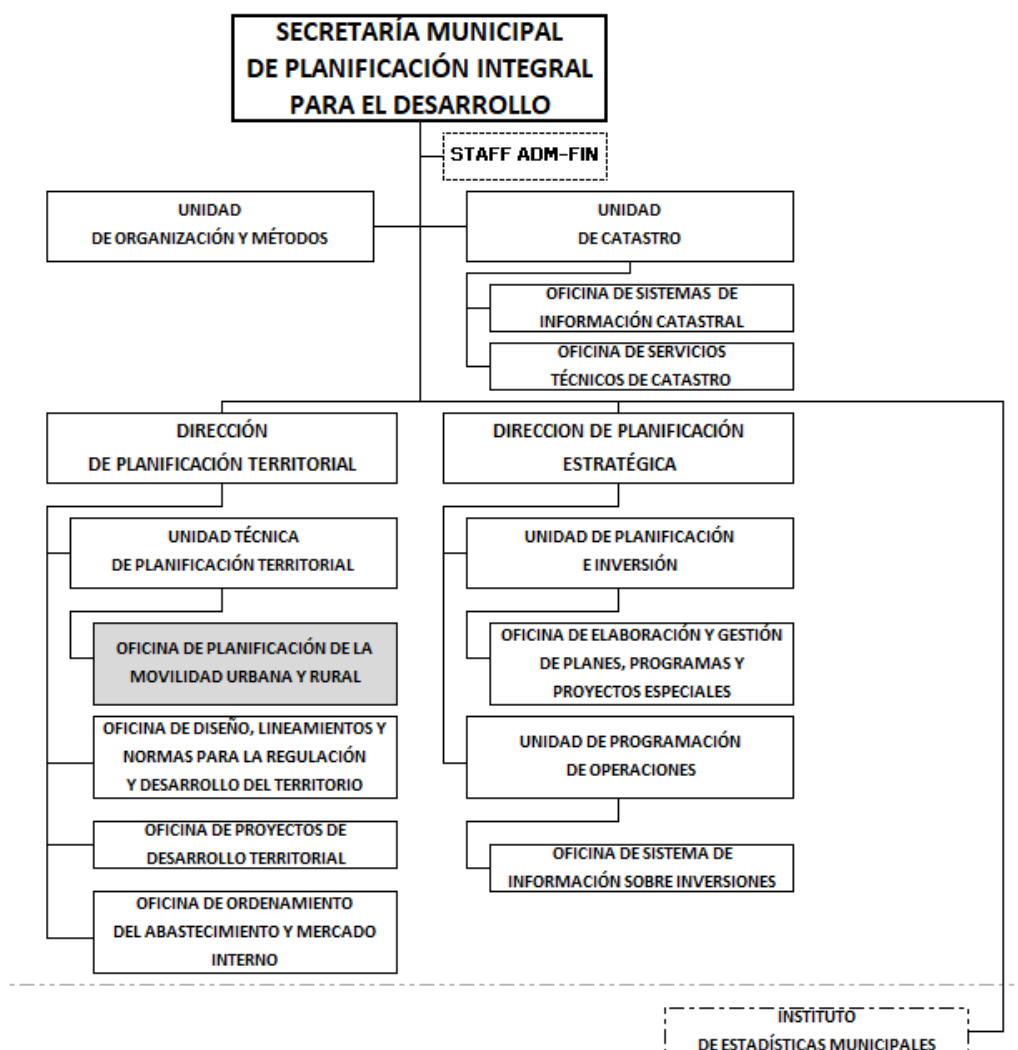 SECRETARÍA MUNICIPAL
DE PLANIFICACIÓN INTEGRAL
PARA EL DESARROLLO
STAFF ADM-FIN
UNIDAD
DE ORGANIZACIÓN Y MÉTODOS
UNIDAD
DE CATASTRO
OFICINA DE SISTEMAS DE
INFORMACIÓN CATASTRAL
OFICINA DE SERVICIOS
TÉCNICOS DE CATASTRO
DIRECCIÓN
DE PLANIFICACIÓN TERRITORIAL
UNIDAD TÉCNICA
DE PLANIFICACIÓN TERRITORIAL
OFICINA DE PLANIFICACIÓN DE LA
MOVILIDAD URBANA Y RURAL
OFICINA DE DISEÑO, LINEAMIENTOS Y
NORMAS PARA LA REGULACIÓN
Y DESARROLLO DEL TERRITORIO
OFICINA DE PROYECTOS DE
DESARROLLO TERRITORIAL
OFICINA DE ORDENAMIENTO
DEL ABASTECIMIENTO Y MERCADO
INTERNO
DIRECCION DE PLANIFICACIÓN
ESTRATÉGICA
UNIDAD DE PLANIFICACIÓN
E INVERSIÓN
OFICINA DE ELABORACIÓN Y GESTIÓN
DE PLANES, PROGRAMAS Y
PROYECTOS ESPECIALES
UNIDAD DE PROGRAMACIÓN
DE OPERACIONES
OFICINA DE SISTEMA DE
INFORMACIÓN SOBRE INVERSIONES
INSTITUTO
DE ESTADÍSTICAS MUNICIPALES